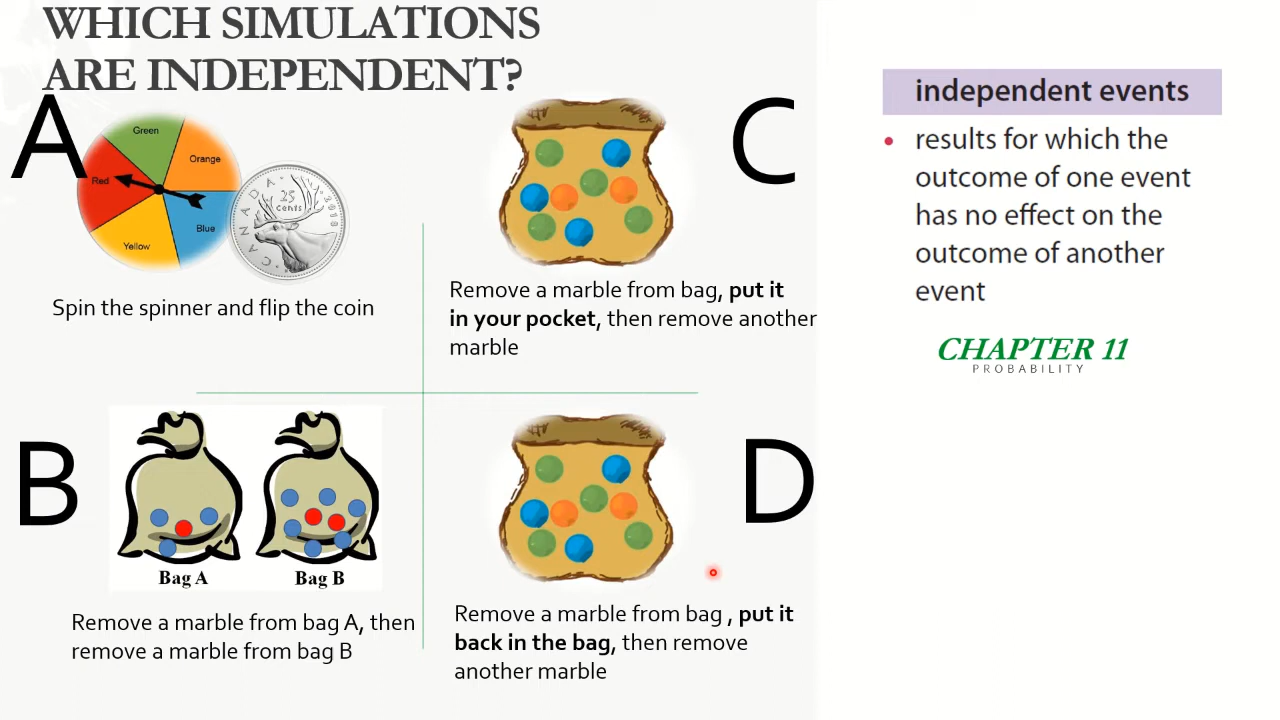 WHICH SIMULATIONS
ARE INDEPENDENT?
A
Green
Orange
Red
Blue
Yellow
CANADA
2018
25
cents
Spin the spinner and flip the coin
C
Remove a marble from bag, put it
in your pocket, then remove another
marble
B
Bag A
Bag B
Remove a marble from bag A, then
remove a marble from bag B
D
Remove a marble from bag , put it
back in the bag, then remove
another marble
independent events
• results for which the
outcome of one event
has no effect on the
outcome of another
event
CHAPTER 11
PROBABILITY